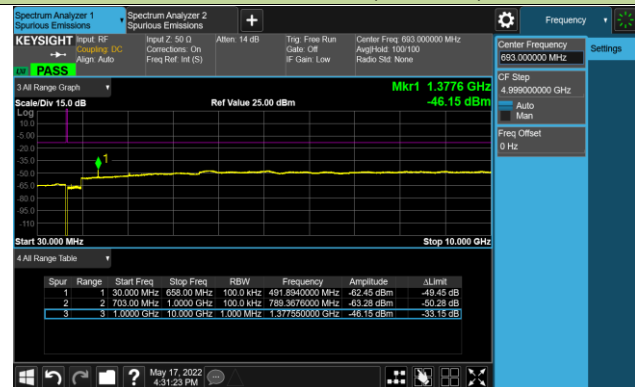 Spectrum Analyzer 1
Spurious Emissions
Spectrum Analyzer 2
Spurious Emissions
+
Frequency
KEYSIGHT
Input: RF
Coupling: DC
Align: Auto
Input Z: 50 Ω
Corrections: On
Freq Ref: Int (S)
Atten: 14 dB
Trig: Free Run
Gate: Off
IF Gain: Low
Center Freq: 693.000000 MHz
Avg|Hold: 100/100
Radio Std: None
PASS
Center Frequency
693.000000 MHz
Settings
CF Step
4.999000000 GHz
Auto
Man
Freq Offset
0 Hz
3 All Range Graph
Mkr1 1.3776 GHz
Scale/Div 15.0 dB
Ref Value 25.00 dBm
-46.15 dBm
Log
10.0
-5.00
-20.0
-35.0
-50.0
-65.0
-80.0
-95.0
-110
1
Start 30.000 MHz
Stop 10.000 GHz
4 All Range Table
Spur Range Start Freq Stop Freq RBW Frequency Amplitude ΔLimit
1 1 30.000 MHz 658.00 MHz 100.0 kHz 491.8940000 MHz -62.45 dBm -49.45 dB
2 2 703.00 MHz 1.0000 GHz 100.0 kHz 789.3676000 MHz -63.28 dBm -50.28 dB
3 3 1.0000 GHz 10.000 GHz 1.000 MHz 1.377550000 GHz -46.15 dBm -33.15 dB
?
May 17, 2022
4:31:23 PM